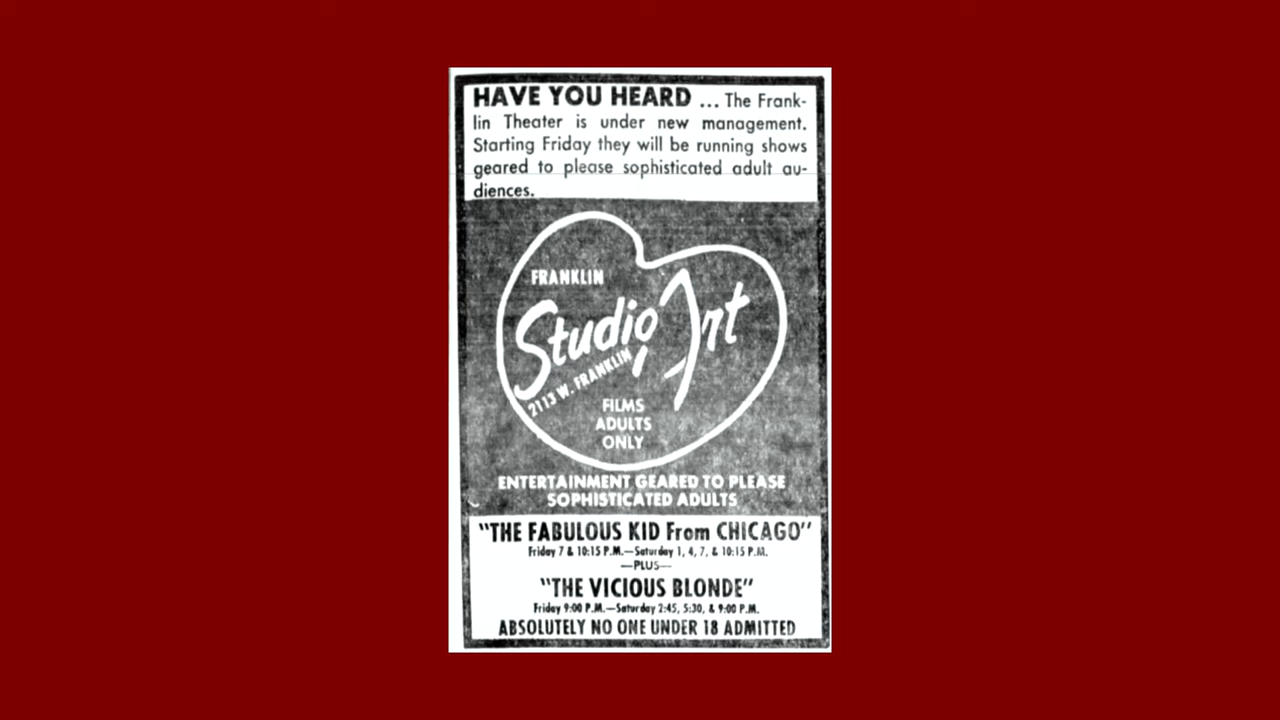 HAVE YOU HEARD ... The Frank-
lin Theater is under new management.
Starting Friday they will be running shows
geared to please sophisticated adult au-
diences.
FRANKLIN
Studio Art
2113 W. FRANKLIN
FILMS
ADULTS
ONLY
ENTERTAINMENT GEARED TO PLEASE
SOPHISTICATED ADULTS
"THE FABULOUS KID From CHICAGO"
Friday 7 & 10:15 P.M.—Saturday 1, 4, 7, & 10:15 P.M.
—PLUS—
"THE VICIOUS BLONDE"
Friday 9:00 P.M.—Saturday 2:45, 5:30, & 9:00 P.M.
ABSOLUTELY NO ONE UNDER 18 ADMITTED